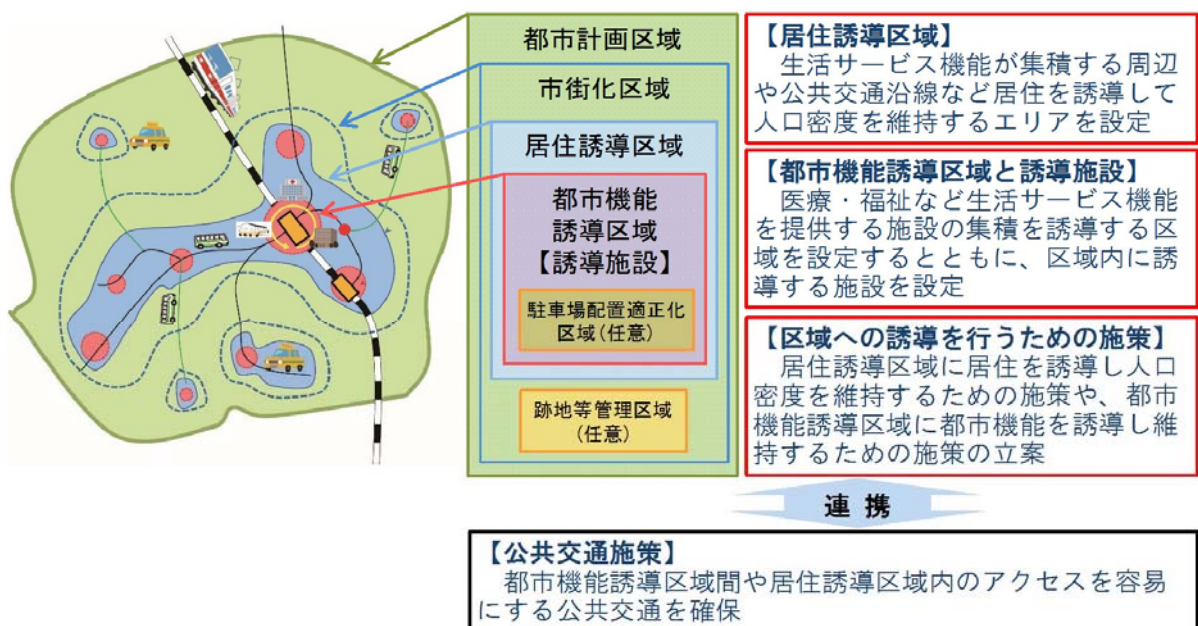 都市計画区域
市街化区域
居住誘導区域
都市機能
誘導区域
【誘導施設】
駐車場配置適正化
区域(任意)
跡地等管理区域
(任意)
【居住誘導区域】
生活サービス機能が集積する周辺
や公共交通沿線など居住を誘導して
人口密度を維持するエリアを設定
【都市機能誘導区域と誘導施設】
医療・福祉など生活サービス機能
を提供する施設の集積を誘導する区
域を設定するとともに、区域内に誘
導する施設を設定
【区域への誘導を行うための施策】
居住誘導区域に居住を誘導し人口
密度を維持するための施策や、都市
機能誘導区域に都市機能を誘導し維
持するための施策の立案
連携
【公共交通施策】
都市機能誘導区域間や居住誘導区域内のアクセスを容易
にする公共交通を確保